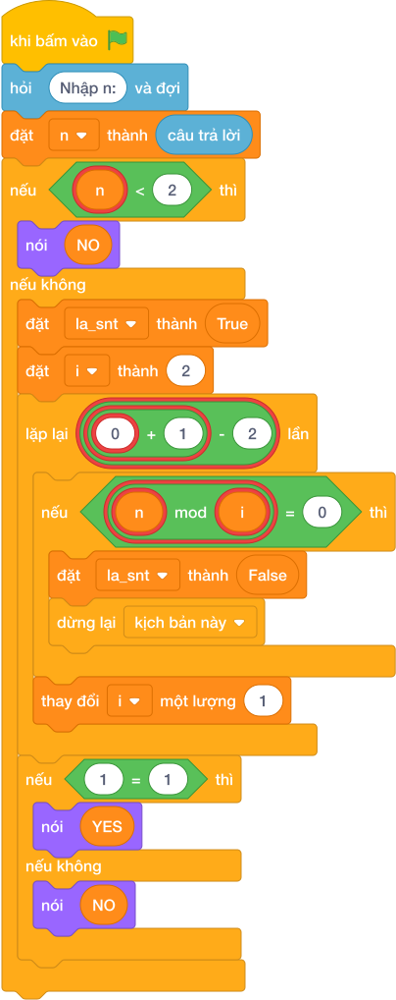 khi bấm vào
hỏi Nhập n: và đợi
đặt n thành câu trả lời
nếu n < 2 thì
nói NO
nếu không
đặt la_snt thành True
đặt i thành 2
lặp lại 0 + 1 - 2 lần
nếu n mod i = 0 thì
đặt la_snt thành False
dừng lại kịch bản này
thay đổi i một lượng 1
nếu 1 = 1 thì
nói YES
nếu không
nói NO